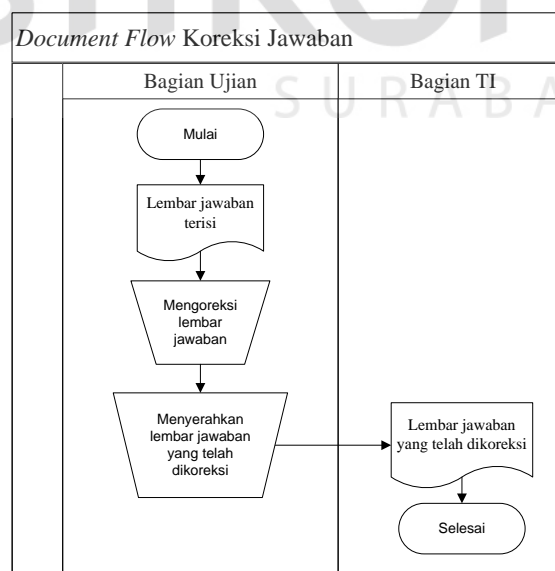 Document Flow Koreksi Jawaban
Bagian Ujian
Bagian TI
SURABA
Mulai
Lembar jawaban
terisi
Mengoreksi
lembar
jawaban
Menyerahkan
lembar jawaban
yang telah
dikoreksi
Lembar jawaban
yang telah dikoreksi
Selesai